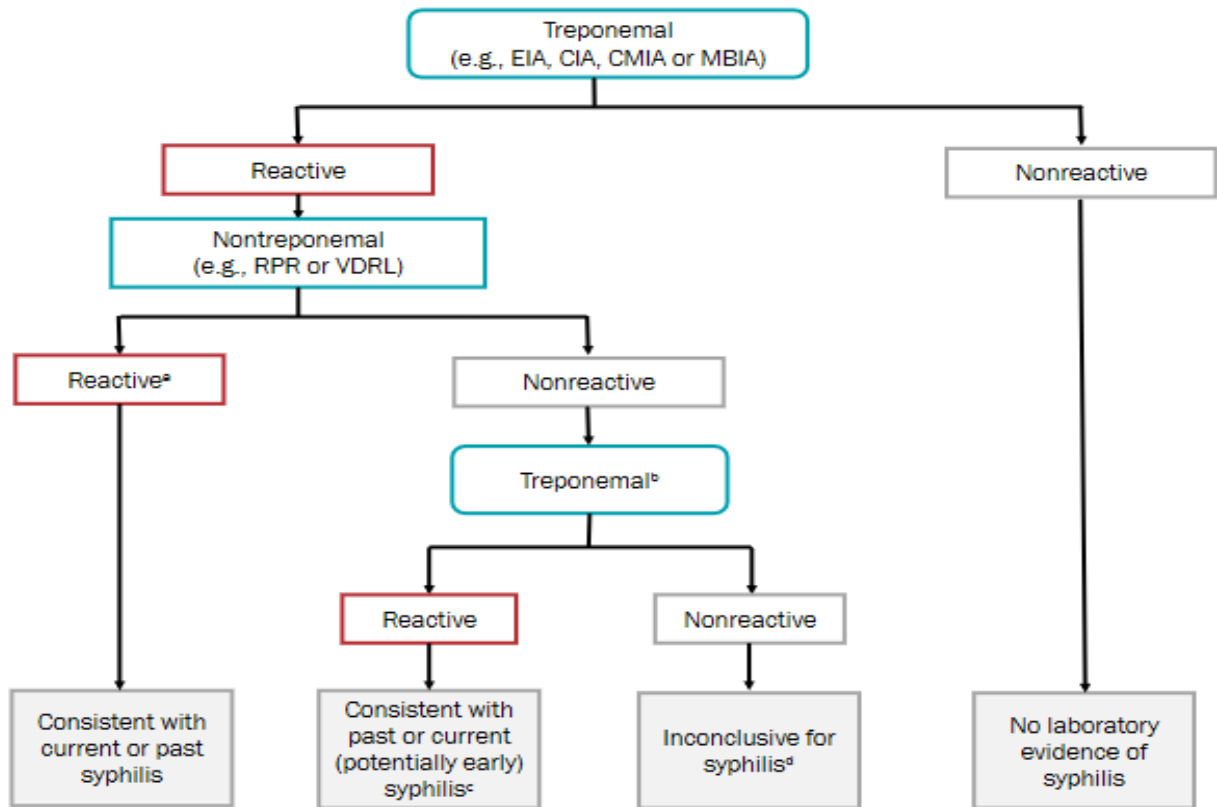 Treponemal
(e.g., EIA, CIA, CMIA or MBIA)
Reactive
Nonreactive
Nontreponemal
(e.g., RPR or VDRL)
Reactiveᵃ
Nonreactive
Treponemalᵇ
Reactive
Nonreactive
Consistent with
current or past
syphilis
Consistent with
past or current
(potentially early)
syphilisᶜ
Inconclusive for
syphilisᵈ
No laboratory
evidence of
syphilis